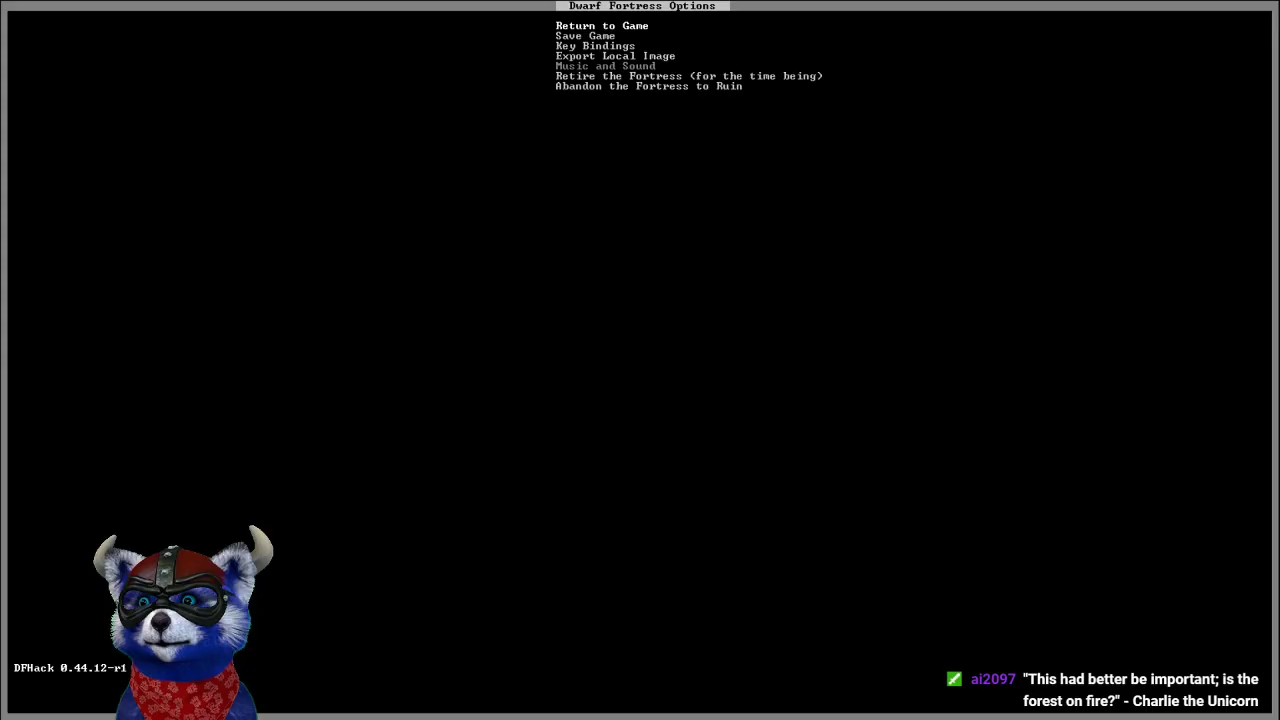 Dwarf Fortress Options
Return to Game
Save Game
Key Bindings
Export Local Image
Music and Sound
Retire the Fortress (for the time being)
Abandon the Fortress to Ruin
DFHack 0.44.12-r1
ai2097 "This had better be important; is the
forest on fire?" - Charlie the Unicorn